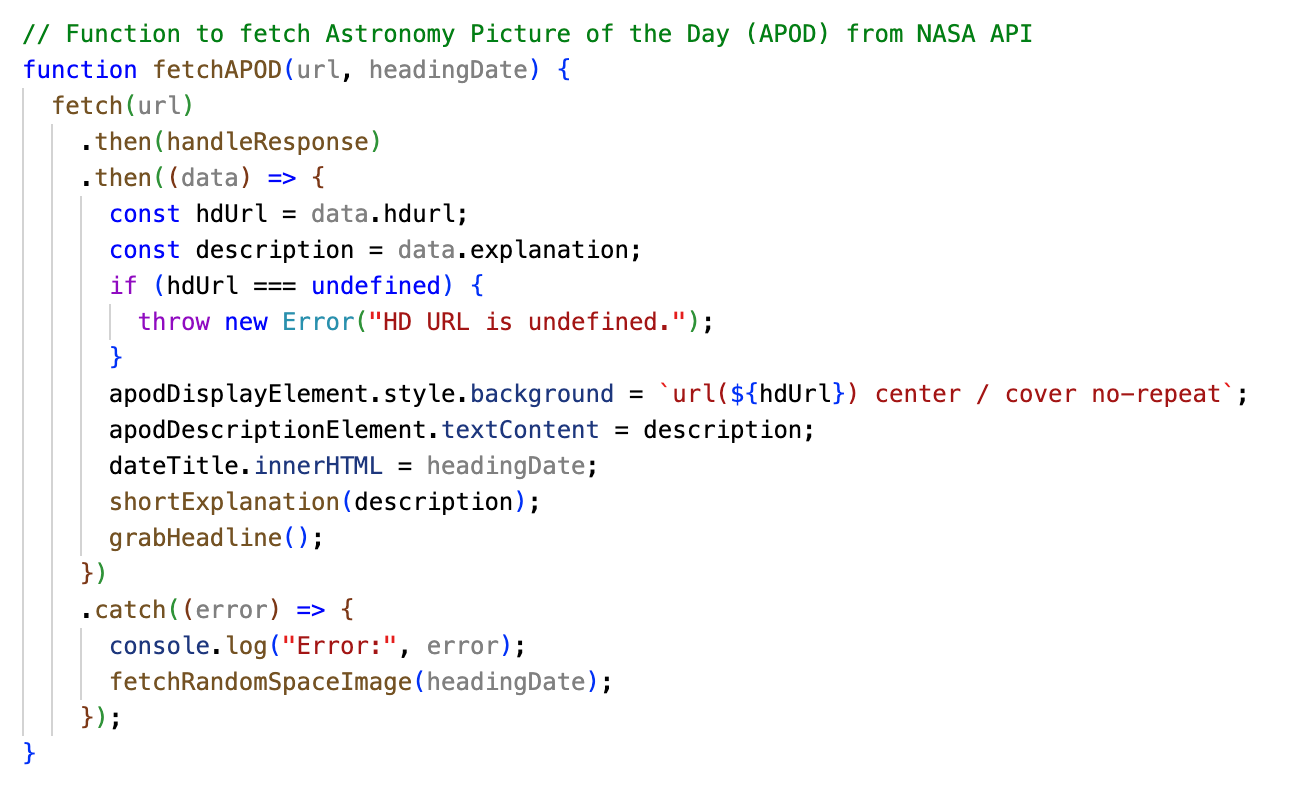 // Function to fetch Astronomy Picture of the Day (APOD) from NASA API
function fetchAPOD(url, headingDate) {
  fetch(url)
    .then(handleResponse)
    .then((data) => {
      const hdUrl = data.hdurl;
      const description = data.explanation;
      if (hdUrl === undefined) {
        throw new Error("HD URL is undefined.");
      }
      apodDisplayElement.style.background = `url(${hdUrl}) center / cover no-repeat`;
      apodDescriptionElement.textContent = description;
      dateTitle.innerHTML = headingDate;
      shortExplanation(description);
      grabHeadline();
    })
    .catch((error) => {
      console.log("Error:", error);
      fetchRandomSpaceImage(headingDate);
    });
}